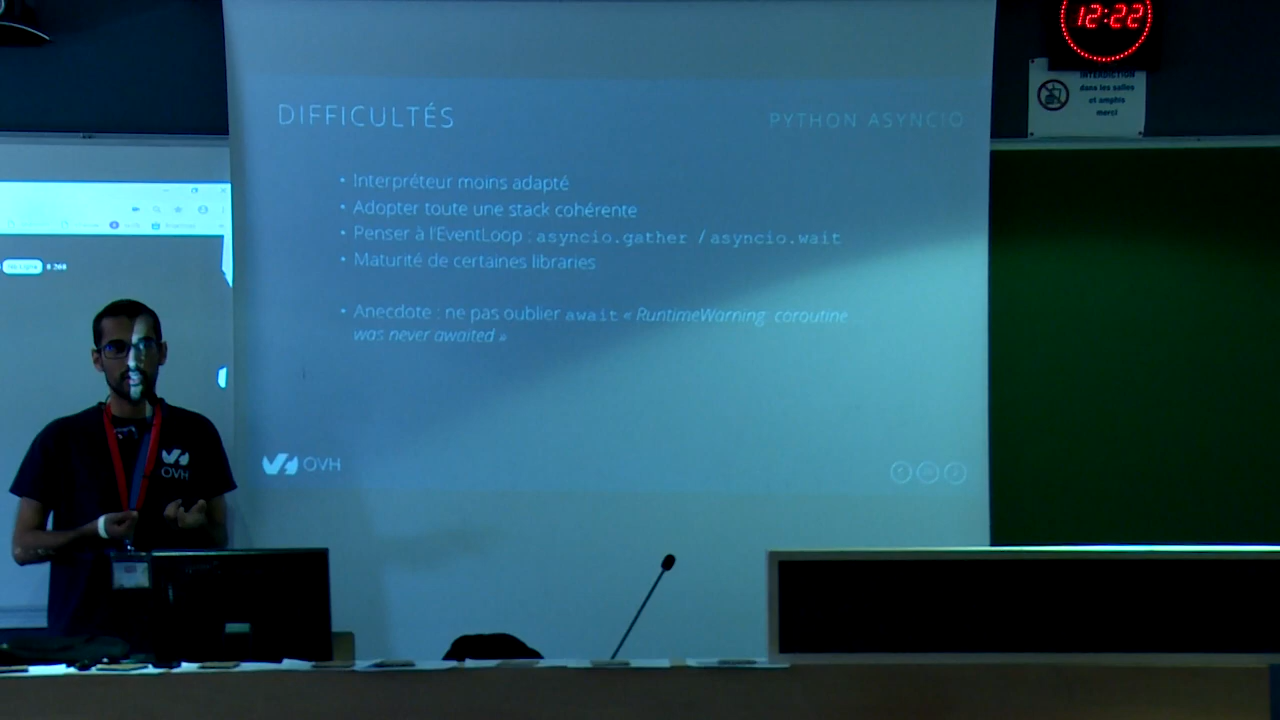 12:22
INTERDICTION
dans les salles
et amphis
merci
DIFFICULTÉS
PYTHON ASYNCIO
• Interpréteur moins adapté
• Adopter toute une stack cohérente
• Penser à l'EventLoop : asyncio.gather / asyncio.wait
• Maturité de certaines libraries
• Anecdote : ne pas oublier await « RuntimeWarning: coroutine
was never awaited »
OVH
OVH